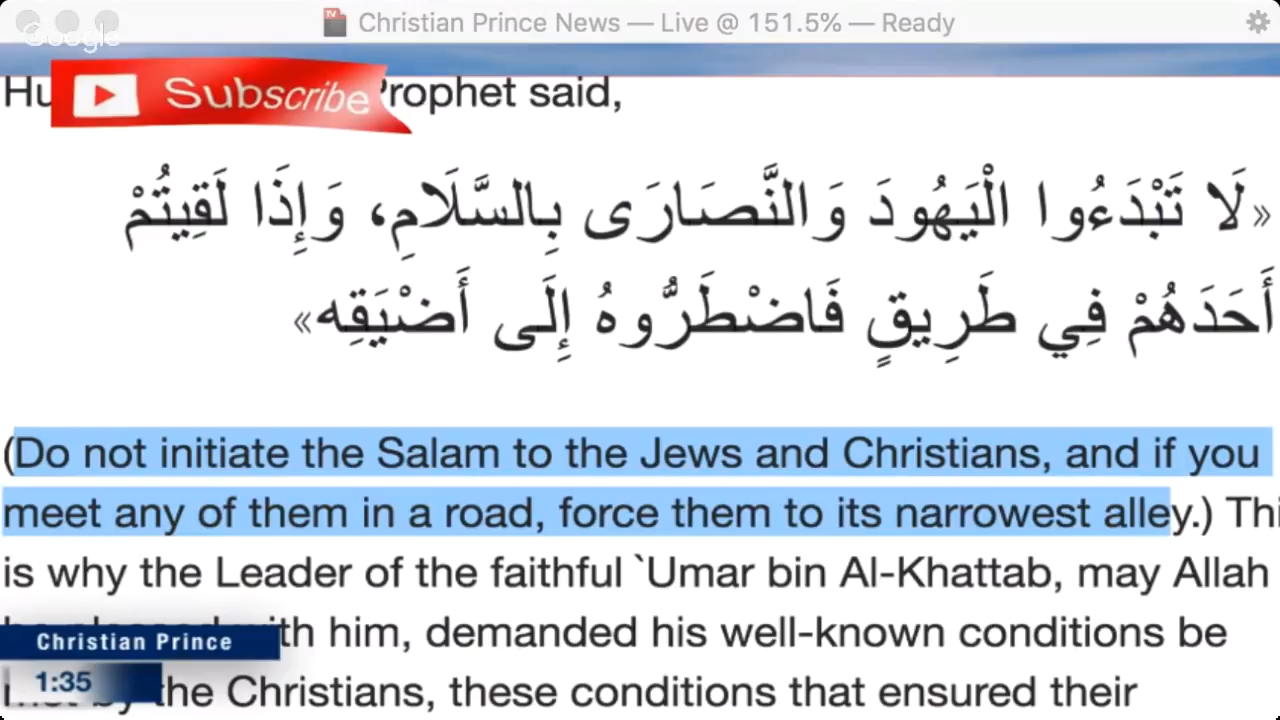 Christian Prince News — Live @ 151.5% — Ready
Google
Subscribe
Prophet said,
«لَا تَبْدَءُوا الْيَهُودَ وَالنَّصَارَى بِالسَّلَامِ، وَإِذَا لَقِيتُمْ
أَحَدَهُمْ فِي طَرِيقٍ فَاضْطَرُّوهُ إِلَى أَضْيَقِه»
(Do not initiate the Salam to the Jews and Christians, and if you
meet any of them in a road, force them to its narrowest alley.) Thi
is why the Leader of the faithful `Umar bin Al-Khattab, may Allah
him, demanded his well-known conditions be
Christian Prince
the Christians, these conditions that ensured their
1:35